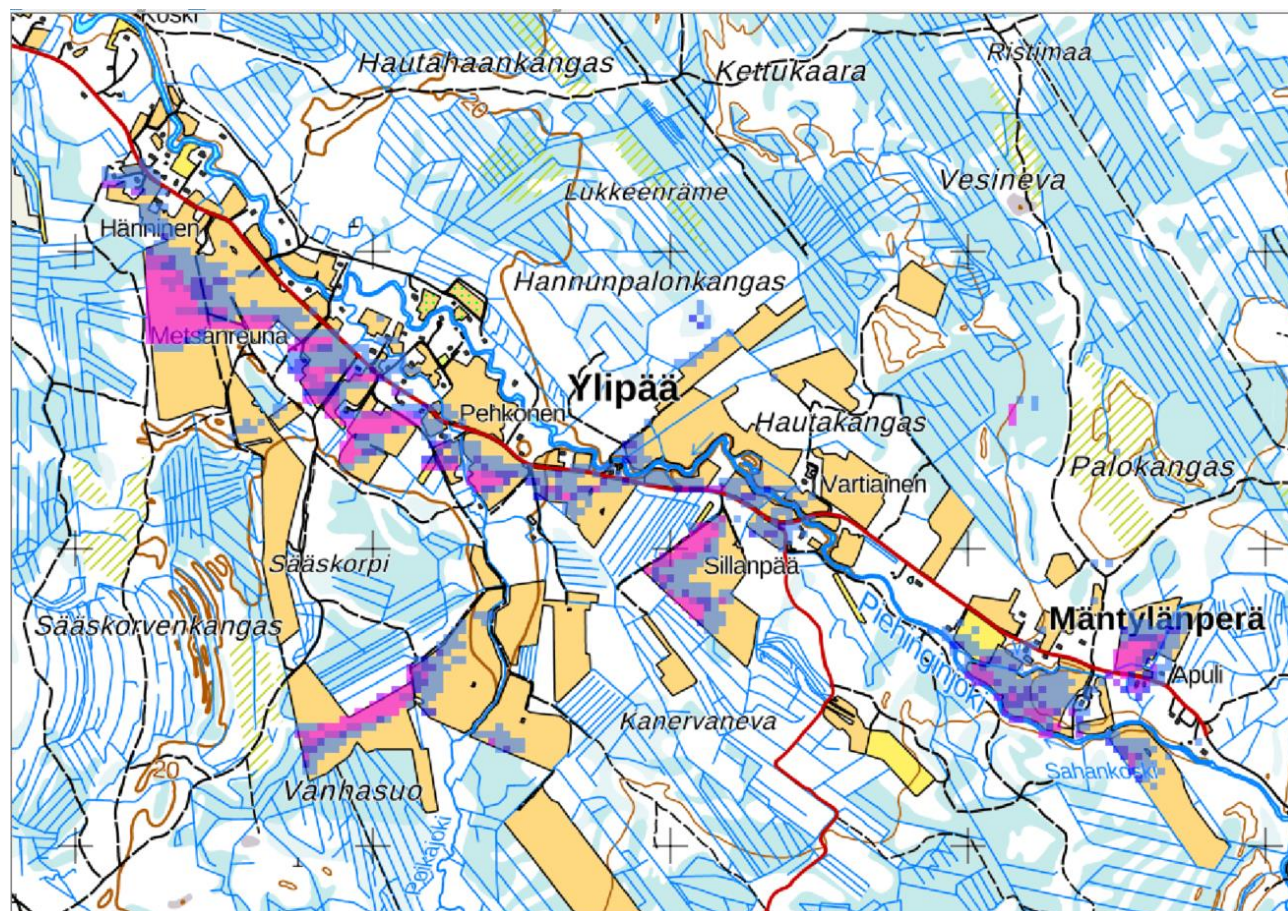 Koski
Hautahaankangas
Kettukaara
Ristimaa
20
Lukkeenräme
Vesineva
Hänninen
Hannunpalonkangas
Metsänreuna
Ylipää
Pehkonen
Hautakangas
Palokangas
Vartiainen
Sääskorpi
Sillanpää
Sääskorvenkangas
Pieninginjoki
Mäntylänperä
Apuli
Kanervaneva
20
Sahankoski
Vanhasuo
Poikajoki